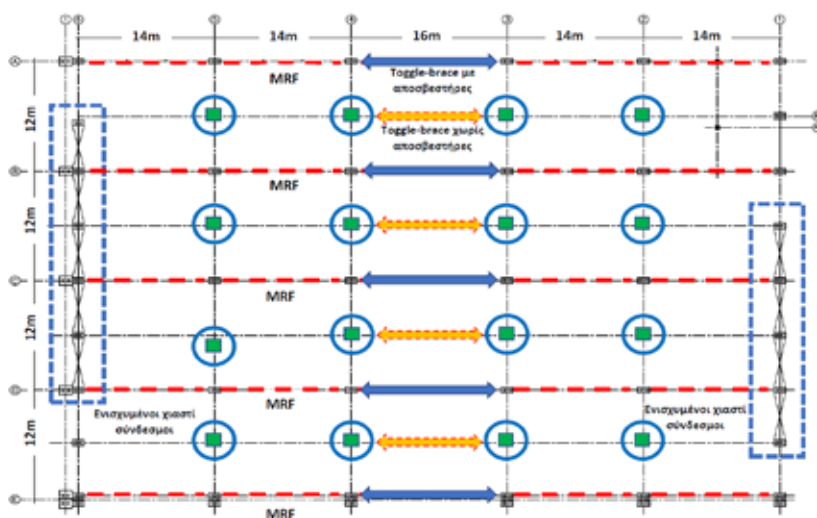 14m 14m 16m 14m 14m
MRF
Toggle-brace με
αποσβεστήρες
12m
Toggle-brace χωρίς
αποσβεστήρες
MRF
12m
MRF
12m
MRF
Ενισχυμένοι χιαστί
σύνδεσμοι
Ενισχυμένοι χιαστί
σύνδεσμοι
12m
MRF